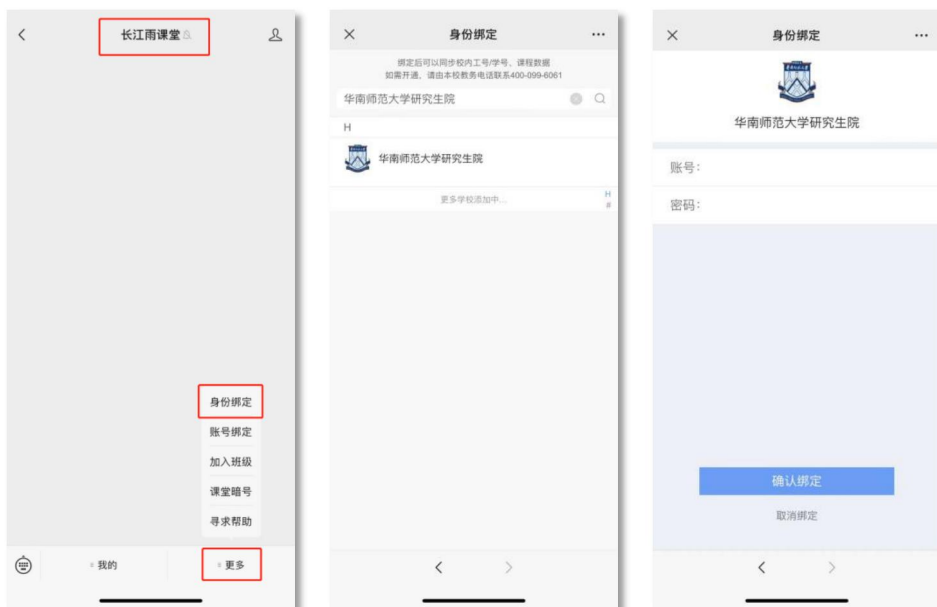 长江雨课堂
身份绑定
账号绑定
加入班级
课堂暗号
寻求帮助
我的
更多
身份绑定
绑定后可以同步校内工号/学号、课程数据
如需开通，请由本校教务电话联系400-099-6061
华南师范大学研究生院
H
华南师范大学研究生院
更多学校添加中...
H
#
身份绑定
华南师范大学研究生院
账号：
密码：
确认绑定
取消绑定